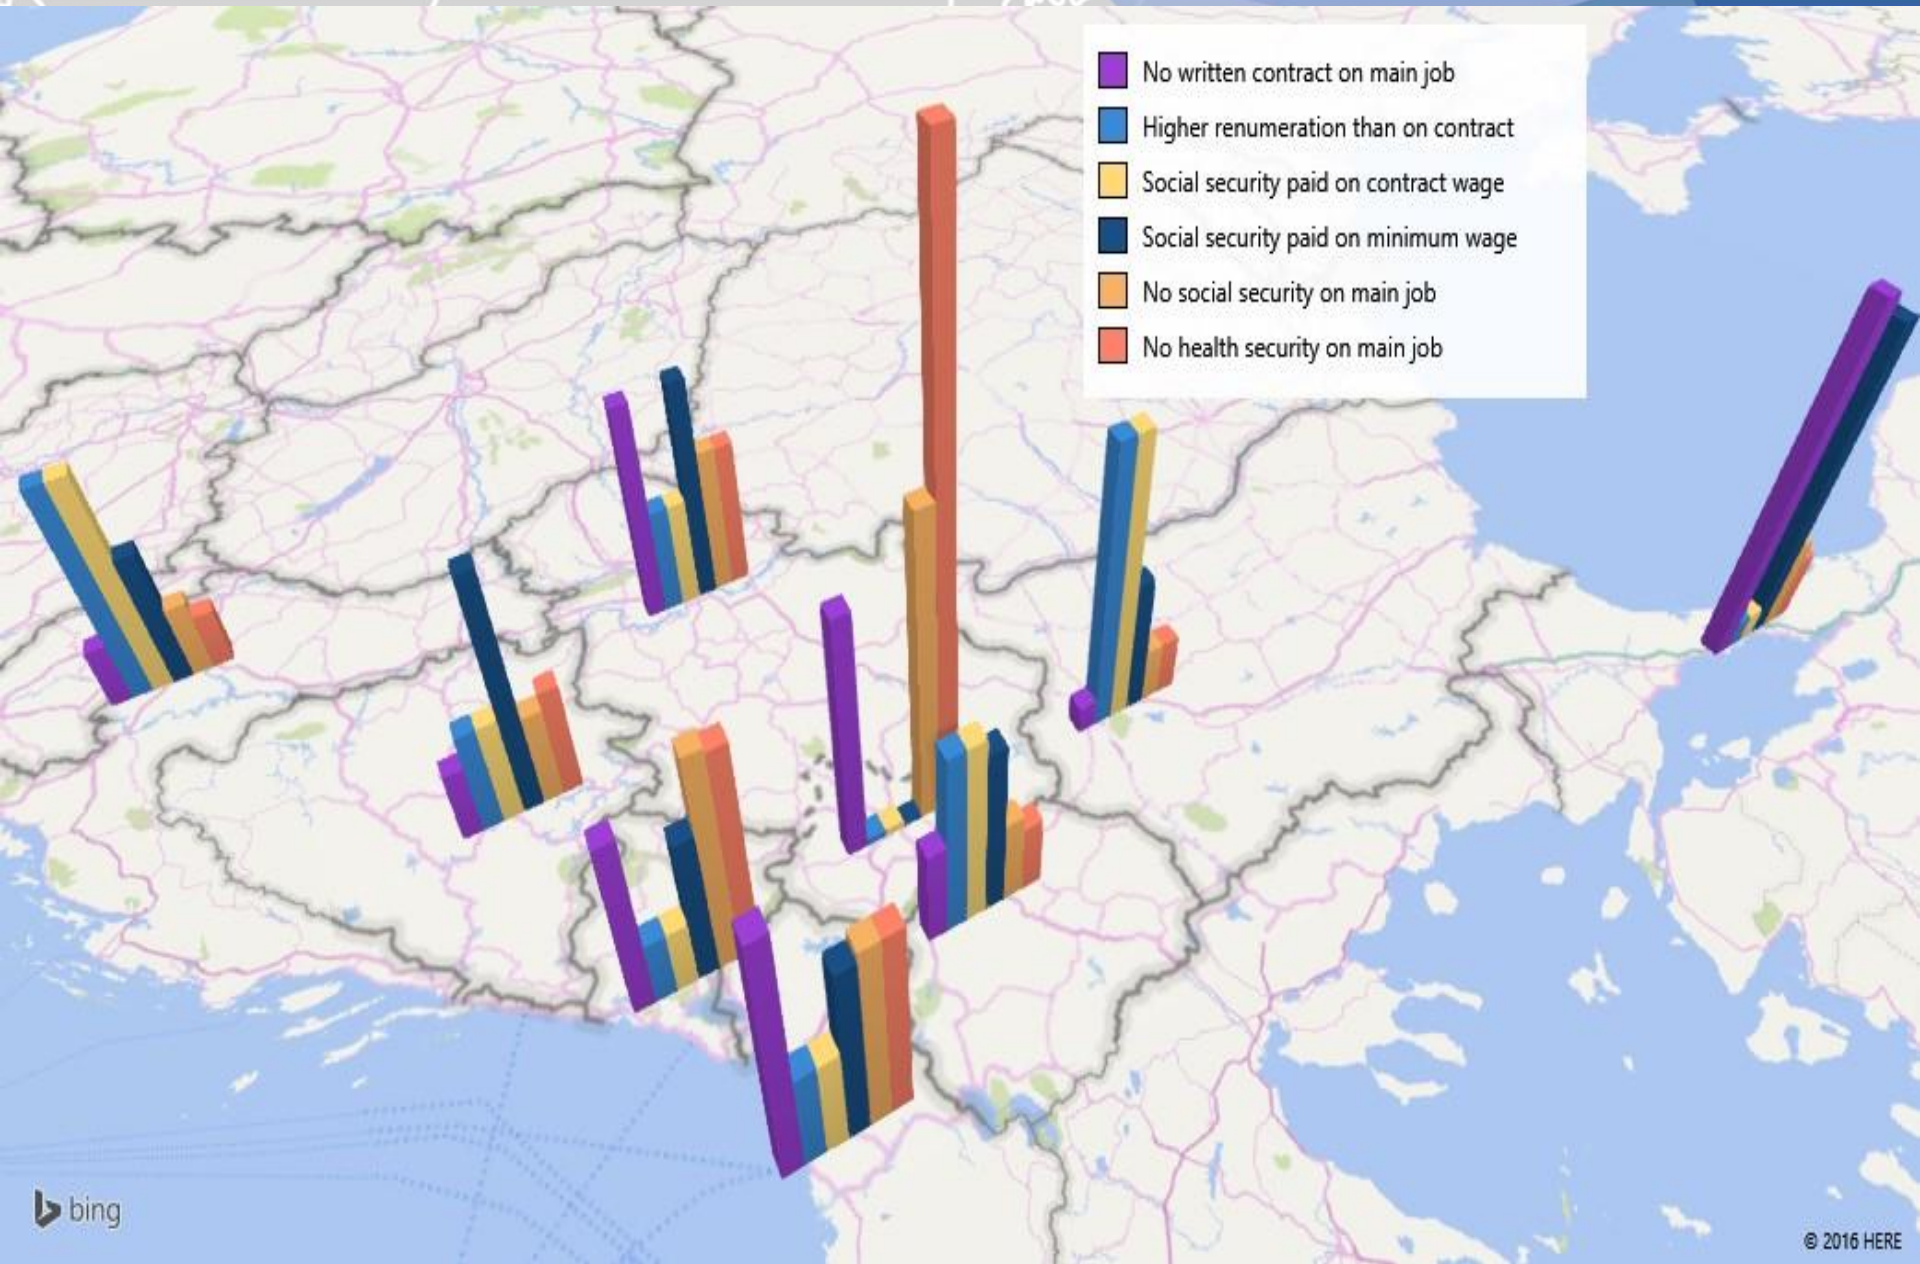 No written contract on main job
Higher renumeration than on contract
Social security paid on contract wage
Social security paid on minimum wage
No social security on main job
No health security on main job
bing
© 2016 HERE